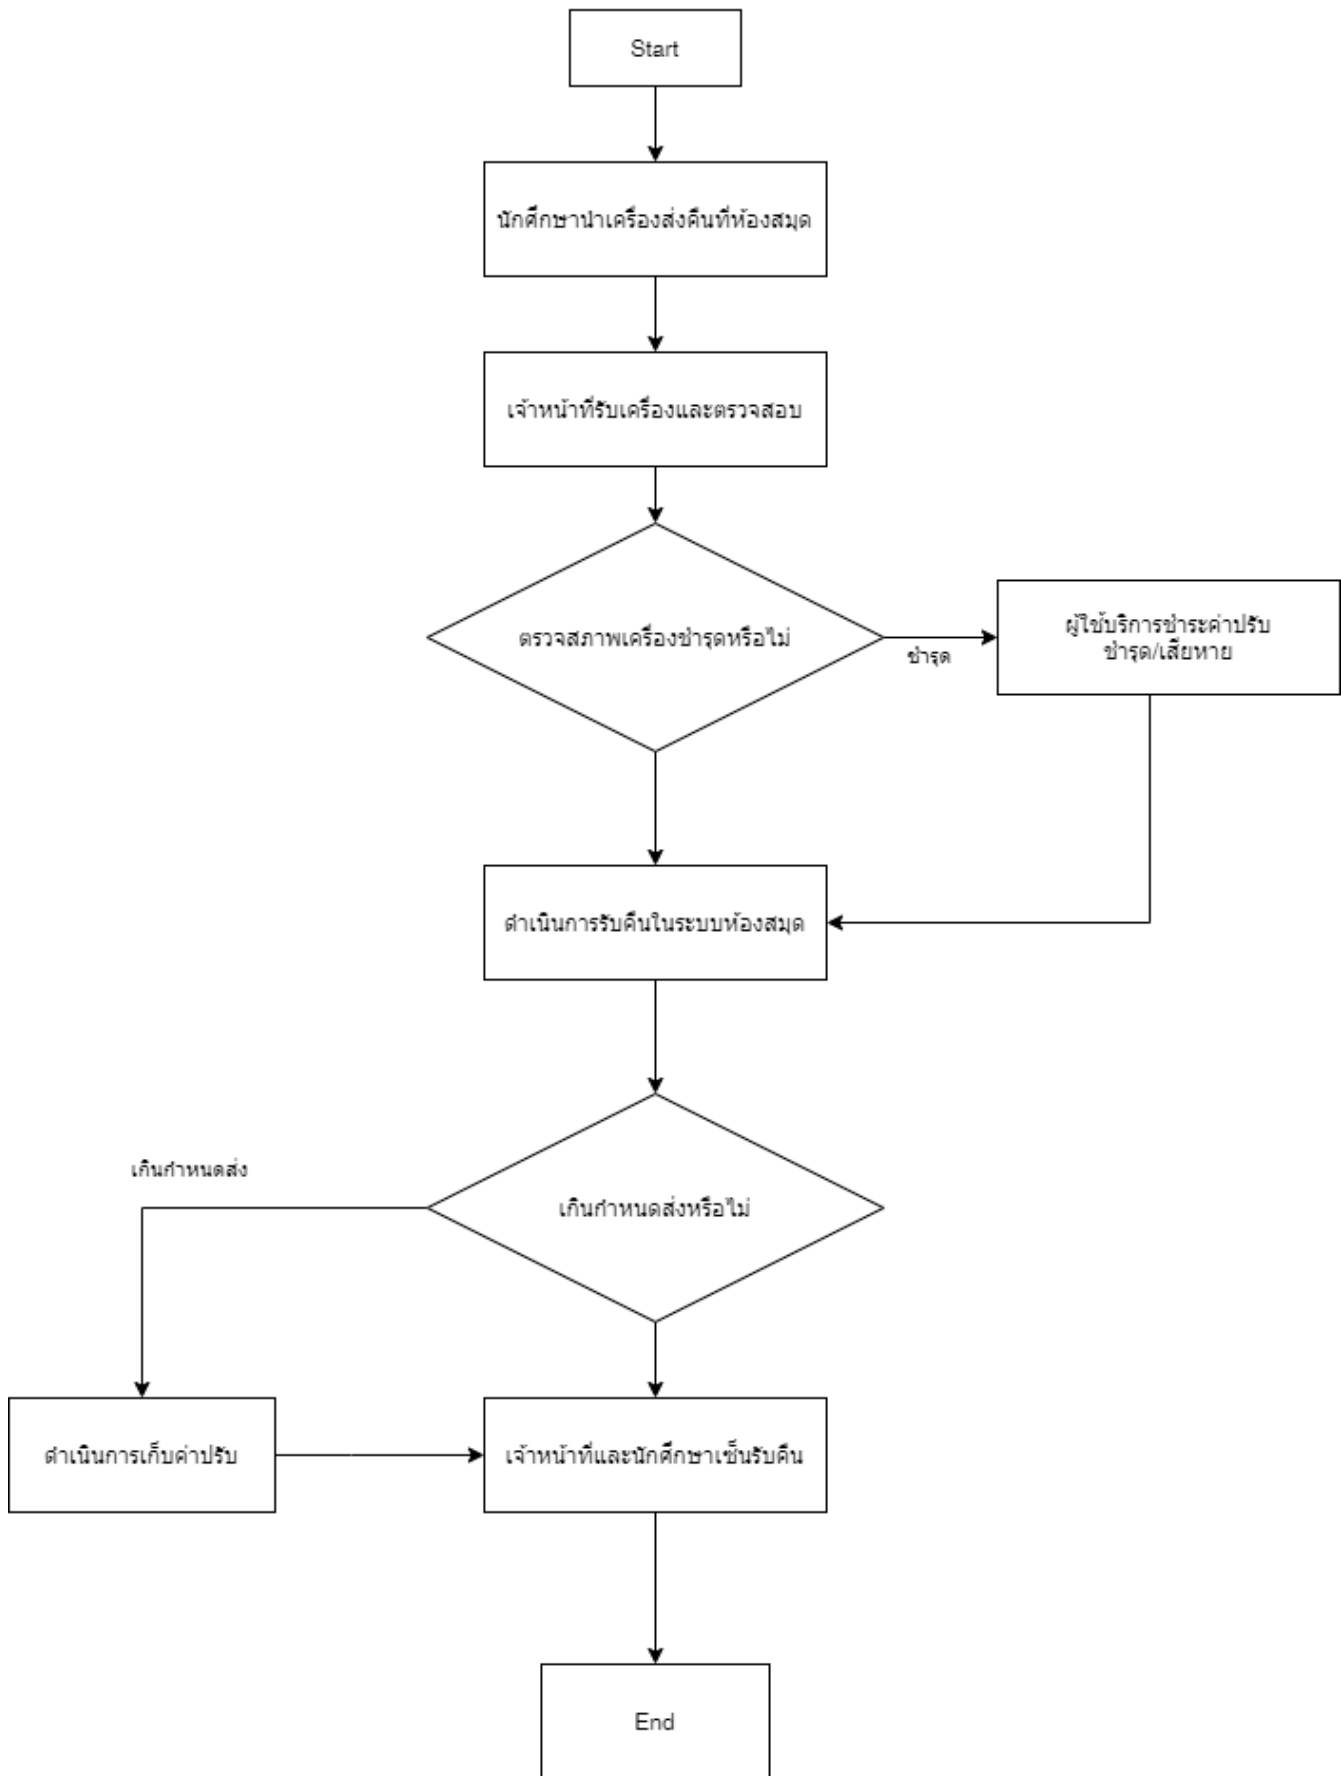 Start
นักศึกษานำเครื่องส่งคืนที่ห้องสมุด
เจ้าหน้าที่รับเครื่องและตรวจสอบ
ตรวจสภาพเครื่องชำรุดหรือไม่
ชำรุด
ผู้ใช้บริการชำระค่าปรับ
ชำรุด/เสียหาย
ดำเนินการรับคืนในระบบห้องสมุด
เกินกำหนดส่ง
เกินกำหนดส่งหรือไม่
ดำเนินการเก็บค่าปรับ
เจ้าหน้าที่และนักศึกษาเซ็นรับคืน
End